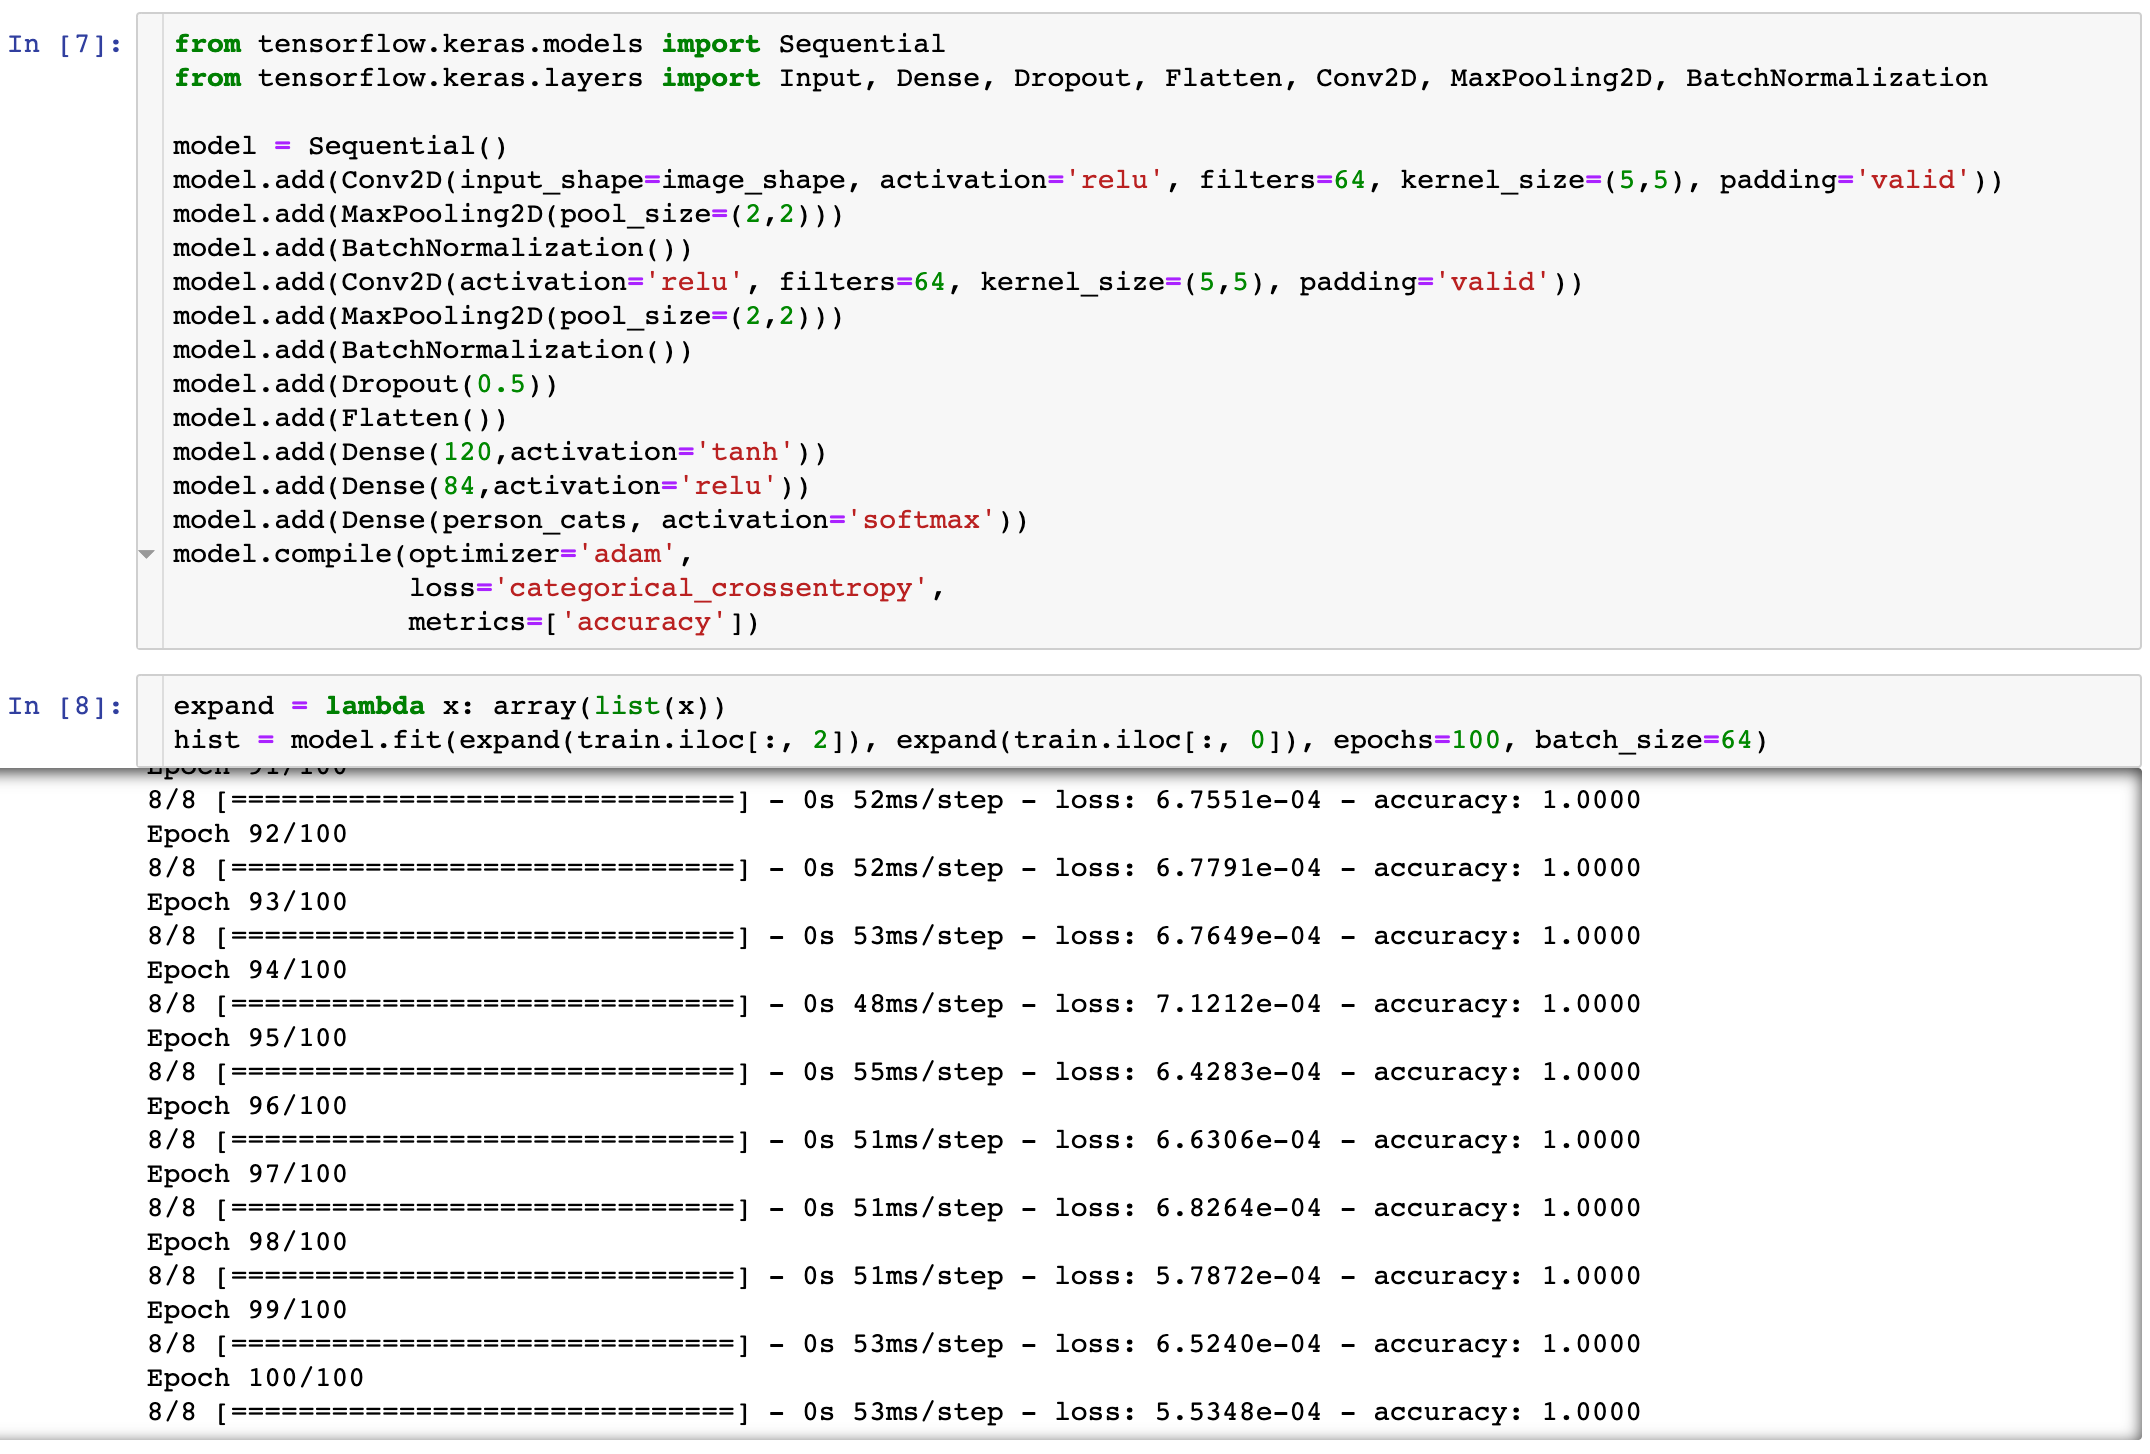 In [7]:
from tensorflow.keras.models import Sequential
from tensorflow.keras.layers import Input, Dense, Dropout, Flatten, Conv2D, MaxPooling2D, BatchNormalization
model = Sequential()
model.add(Conv2D(input_shape=image_shape, activation='relu', filters=64, kernel_size=(5,5), padding='valid'))
model.add(MaxPooling2D(pool_size=(2,2)))
model.add(BatchNormalization())
model.add(Conv2D(activation='relu', filters=64, kernel_size=(5,5), padding='valid'))
model.add(MaxPooling2D(pool_size=(2,2)))
model.add(BatchNormalization())
model.add(Dropout(0.5))
model.add(Flatten())
model.add(Dense(120,activation='tanh'))
model.add(Dense(84,activation='relu'))
model.add(Dense(person_cats, activation='softmax'))
model.compile(optimizer='adam',
loss='categorical_crossentropy',
metrics=['accuracy'])
In [8]:
expand = lambda x: array(list(x))
hist = model.fit(expand(train.iloc[:, 2]), expand(train.iloc[:, 0]), epochs=100, batch_size=64)
Epoch 91/100
8/8 [==============================] - 0s 52ms/step - loss: 6.7551e-04 - accuracy: 1.0000
Epoch 92/100
8/8 [==============================] - 0s 52ms/step - loss: 6.7791e-04 - accuracy: 1.0000
Epoch 93/100
8/8 [==============================] - 0s 53ms/step - loss: 6.7649e-04 - accuracy: 1.0000
Epoch 94/100
8/8 [==============================] - 0s 48ms/step - loss: 7.1212e-04 - accuracy: 1.0000
Epoch 95/100
8/8 [==============================] - 0s 55ms/step - loss: 6.4283e-04 - accuracy: 1.0000
Epoch 96/100
8/8 [==============================] - 0s 51ms/step - loss: 6.6306e-04 - accuracy: 1.0000
Epoch 97/100
8/8 [==============================] - 0s 51ms/step - loss: 6.8264e-04 - accuracy: 1.0000
Epoch 98/100
8/8 [==============================] - 0s 51ms/step - loss: 5.7872e-04 - accuracy: 1.0000
Epoch 99/100
8/8 [==============================] - 0s 53ms/step - loss: 6.5240e-04 - accuracy: 1.0000
Epoch 100/100
8/8 [==============================] - 0s 53ms/step - loss: 5.5348e-04 - accuracy: 1.0000